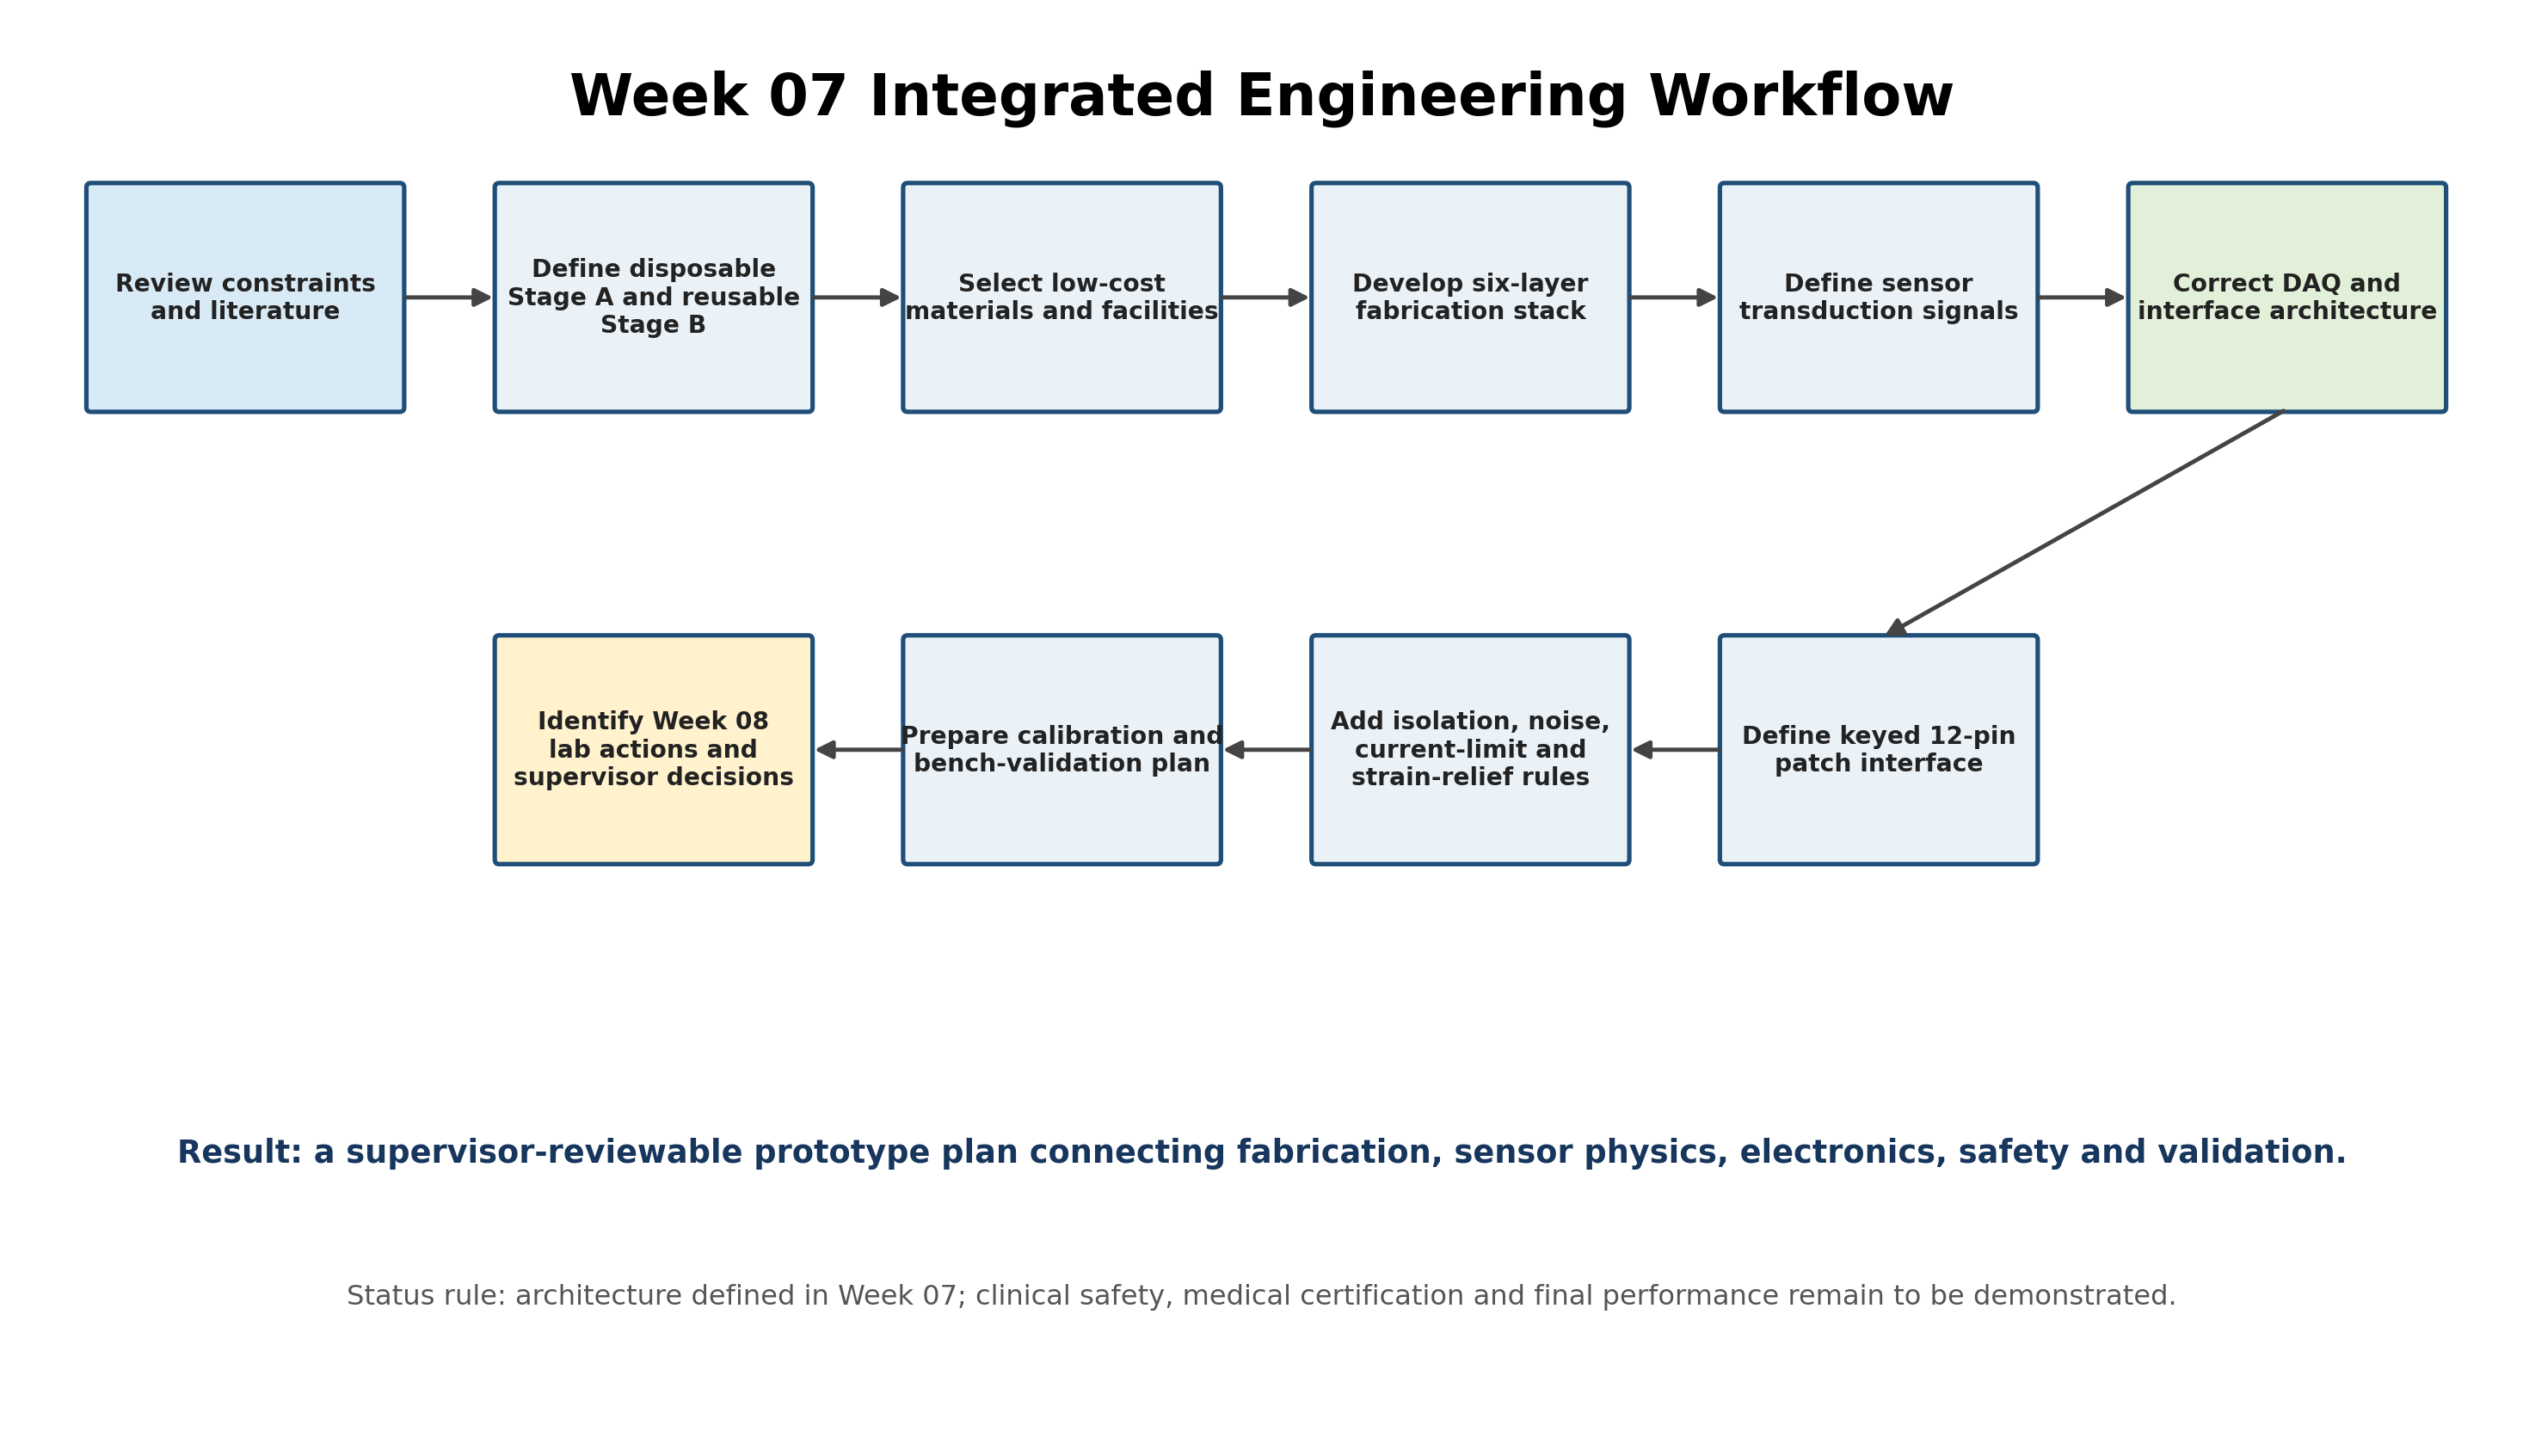 Week 07 Integrated Engineering Workflow
Review constraints
and literature
Define disposable
Stage A and reusable
Stage B
Select low-cost
materials and facilities
Develop six-layer
fabrication stack
Define sensor
transduction signals
Correct DAQ and
interface architecture
Define keyed 12-pin
patch interface
Add isolation, noise,
current-limit and
strain-relief rules
Prepare calibration and
bench-validation plan
Identify Week 08
lab actions and
supervisor decisions
Result: a supervisor-reviewable prototype plan connecting fabrication, sensor physics, electronics, safety and validation.
Status rule: architecture defined in Week 07; clinical safety, medical certification and final performance remain to be demonstrated.